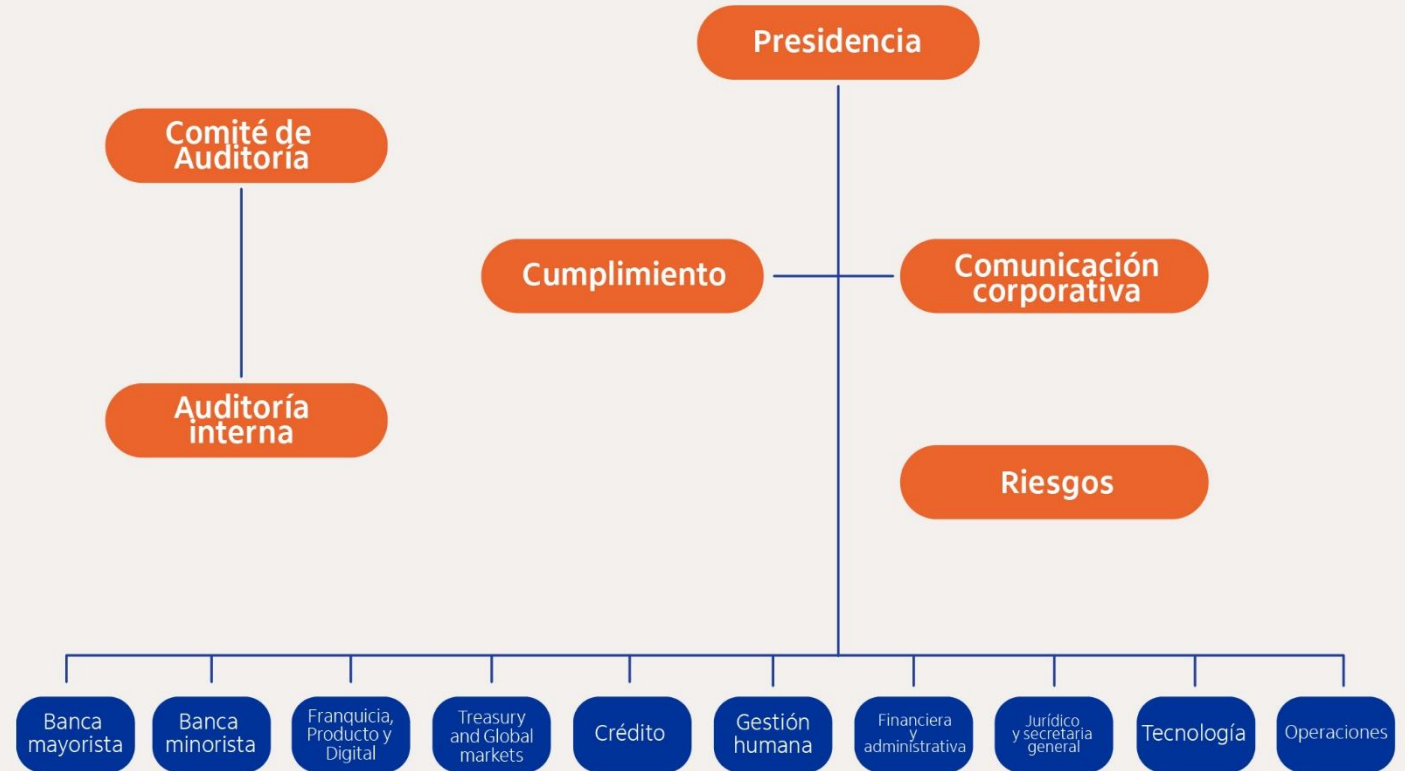 Presidencia
Comité de
Auditoría
Cumplimiento
Comunicación
corporativa
Auditoría
interna
Riesgos
Banca
mayorista
Banca
minorista
Franquicia,
Producto y
Digital
Treasury
and Global
markets
Crédito
Gestión
humana
Financiera
y
administrativa
Jurídico
y secretaria
general
Tecnología
Operaciones